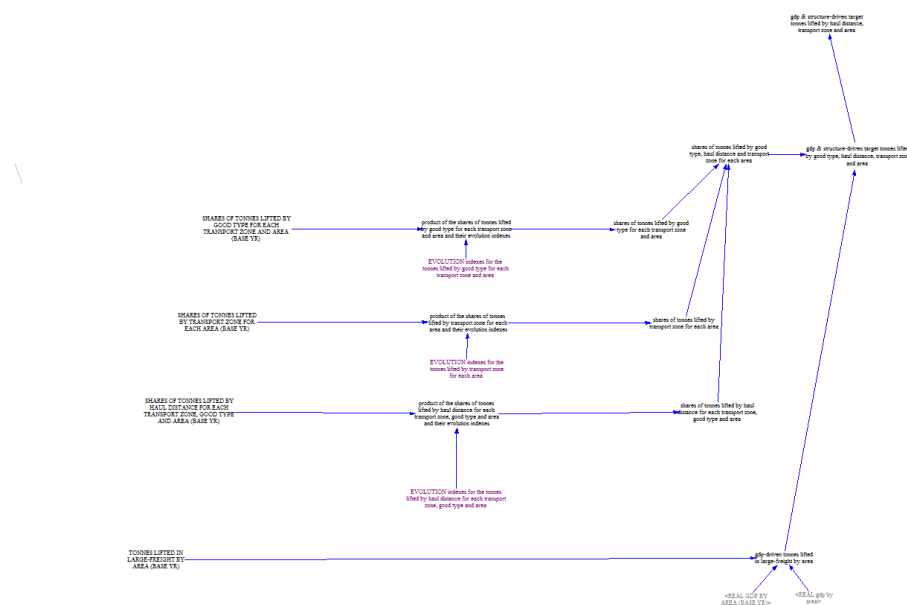 gdp & structure-driven target
tonnes lifted by haul distance,
transport zone and area
shares of tonnes lifted by good
type, haul distance and transport
zone for each area
gdp & structure-driven target tonnes lifte
by good type, haul distance, transport zo
and area
SHARES OF TONNES LIFTED BY
GOOD TYPE FOR EACH
TRANSPORT ZONE AND AREA
(BASE YR)
product of the shares of tonnes lifted
by good type for each transport zone
and area and their evolution indexes
shares of tonnes lifted by good
type for each transport zone
and area
EVOLUTION indexes for the
tonnes lifted by good type for each
transport zone and area
SHARES OF TONNES LIFTED
BY TRANSPORT ZONE FOR
EACH AREA (BASE YR)
product of the shares of tonnes
lifted by transport zone for each
area and their evolution indexes
shares of tonnes lifted by
transport zone for each area
EVOLUTION indexes for the
tonnes lifted by transport zone
for each area
SHARES OF TONNES LIFTED BY
HAUL DISTANCE FOR EACH
TRANSPORT ZONE, GOOD TYPE
AND AREA (BASE YR)
product of the shares of tonnes
lifted by haul distance for each
transport zone, good type and area
and their evolution indexes
shares of tonnes lifted by haul
distance for each transport zone,
good type and area
EVOLUTION indexes for the tonnes
lifted by haul distance for each transport
zone, good type and area
TONNES LIFTED IN
LARGE-FREIGHT BY
AREA (BASE YR)
gdp-driven tonnes lifted
in large-freight by area
<REAL GDP BY
AREA (BASE YR)>
<REAL gdp by
area>